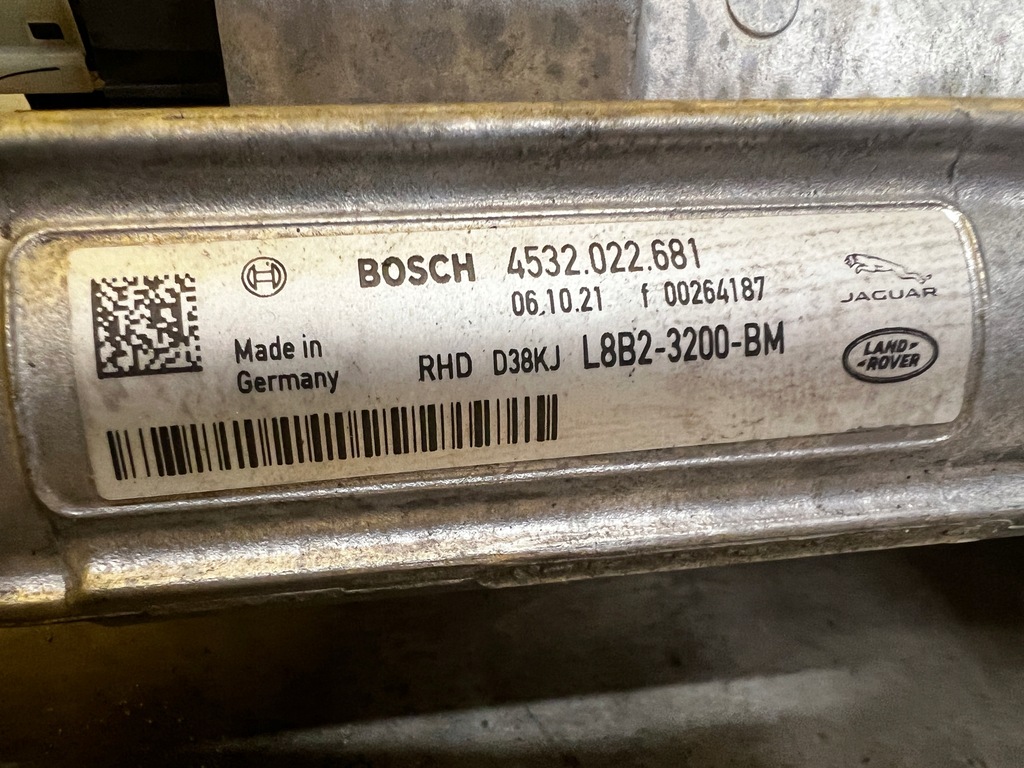 BOSCH 4532.022.681
06.10.21 f 00264187
JAGUAR
Made in
Germany
RHD D38KJ L8B2-3200-BM
LAND-
-ROVER